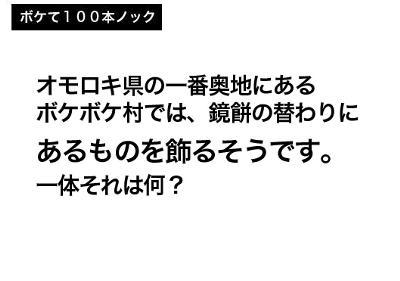 ボケて１００本ノック
オモロキ県の一番奥地にある
ボケボケ村では、鏡餅の替わりに
あるものを飾るそうです。
一体それは何？